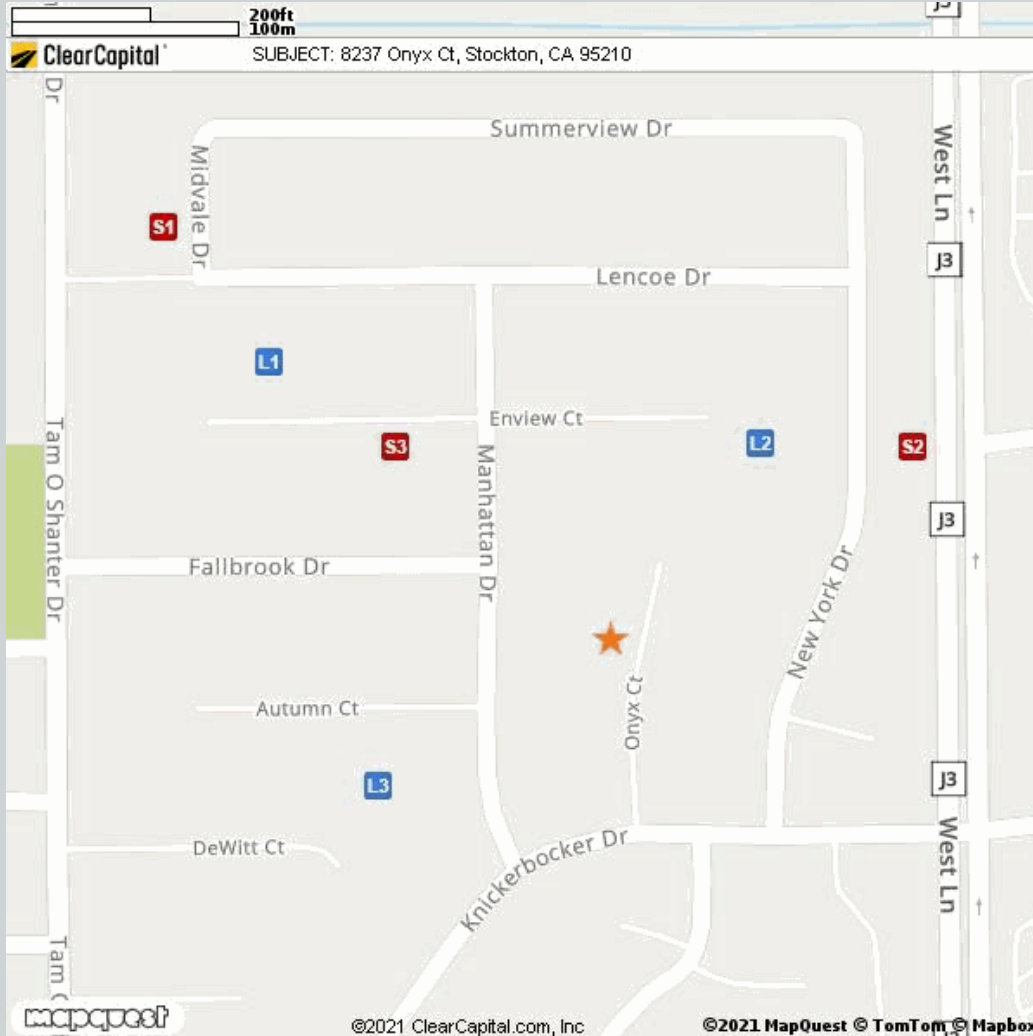 200ft
100m
J3
ClearCapital
SUBJECT: 8237 Onyx Ct, Stockton, CA 95210
Dr
Summerview Dr
West Ln
Midvale Dr
S1
J3
Lencoe Dr
L1
Enview Ct
S3
L2
S2
Tam O Shanter Dr
Manhattan Dr
J3
Fallbrook Dr
New York Dr
Onyx Ct
Autumn Ct
L3
J3
DeWitt Ct
Knickerbocker Dr
West Ln
Tam
mapquest
©2021 ClearCapital.com, Inc
©2021 MapQuest © TomTom © Mapbox